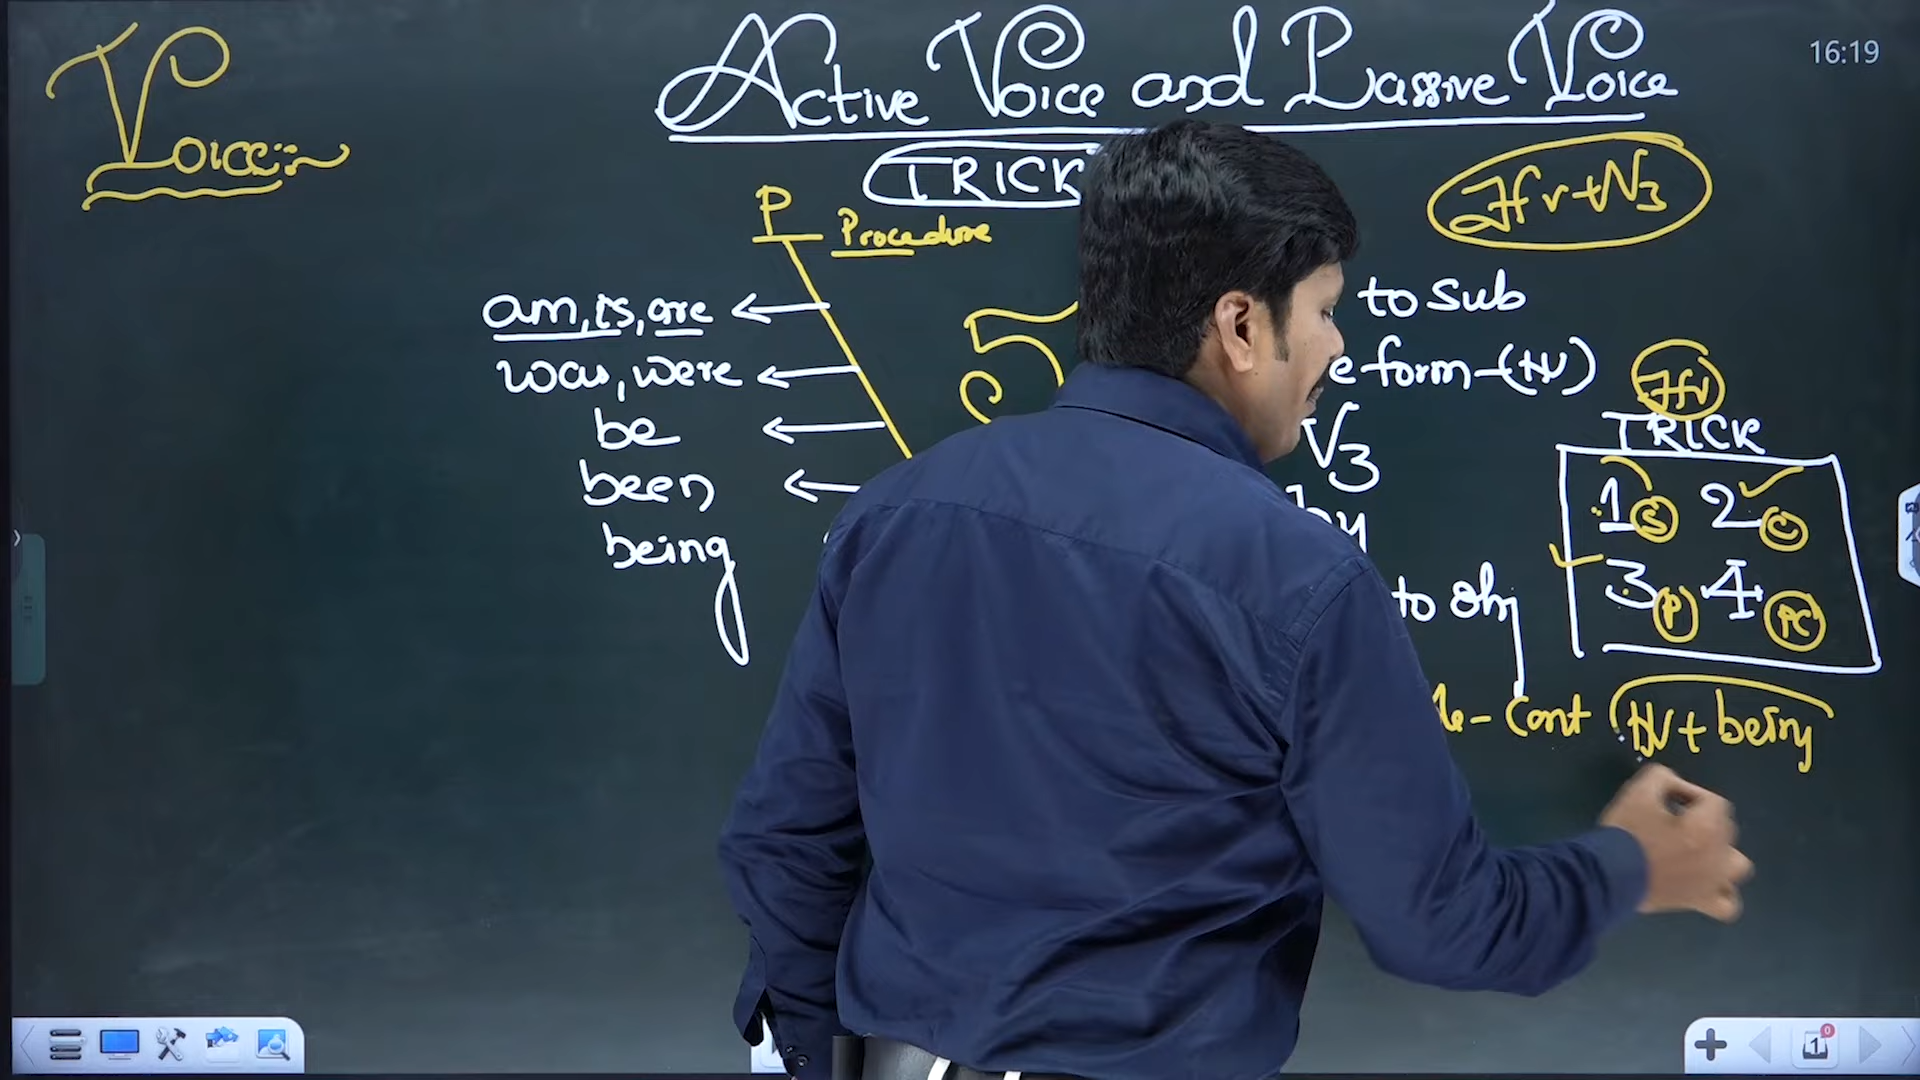 Voice:
Active Voice and Passive Voice
16:19
TRICK
Hv+V3
P
Procedure
am, is, are
was, were
be
been
being
5
to Sub
e form-(HV)
Hv
V3
by
to Obj
TRICK
1 S 2 C
3 P 4 PC
Cont HV + being
1